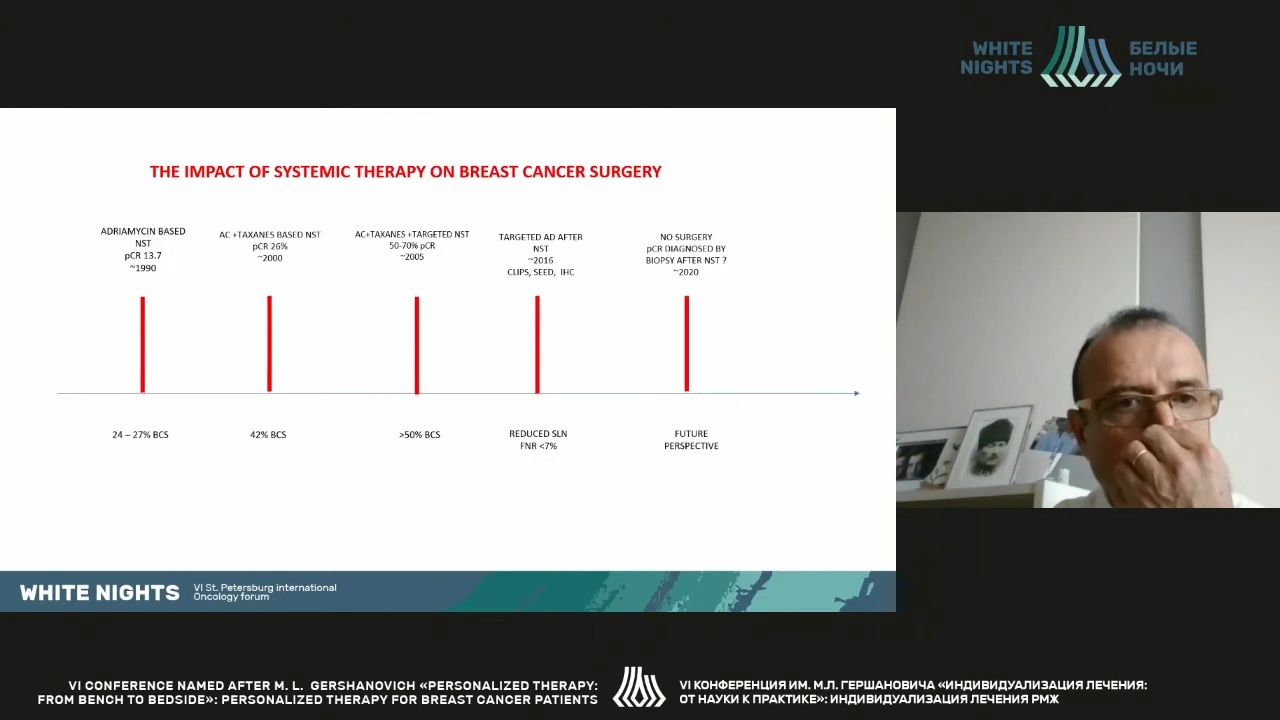 WHITE
NIGHTS
БЕЛЫЕ
НОЧИ
THE IMPACT OF SYSTEMIC THERAPY ON BREAST CANCER SURGERY
ADRIAMYCIN BASED
NST
pCR 13.7
~1990
AC +TAXANES BASED NST
pCR 26%
~2000
AC+TAXANES +TARGETED NST
50-70% pCR
~2005
TARGETED AD AFTER
NST
~2016
CLIPS, SEED, IHC
NO SURGERY
pCR DIAGNOSED BY
BIOPSY AFTER NST ?
~2020
24 – 27% BCS
42% BCS
>50% BCS
REDUCED SLN
FNR <7%
FUTURE
PERSPECTIVE
WHITE NIGHTS
VI St. Petersburg international
Oncology forum
VI CONFERENCE NAMED AFTER M. L. GERSHANOVICH «PERSONALIZED THERAPY:
FROM BENCH TO BEDSIDE»: PERSONALIZED THERAPY FOR BREAST CANCER PATIENTS
VI КОНФЕРЕНЦИЯ ИМ. М.Л. ГЕРШАНОВИЧА «ИНДИВИДУАЛИЗАЦИЯ ЛЕЧЕНИЯ:
ОТ НАУКИ К ПРАКТИКЕ»: ИНДИВИДУАЛИЗАЦИЯ ЛЕЧЕНИЯ РМЖ